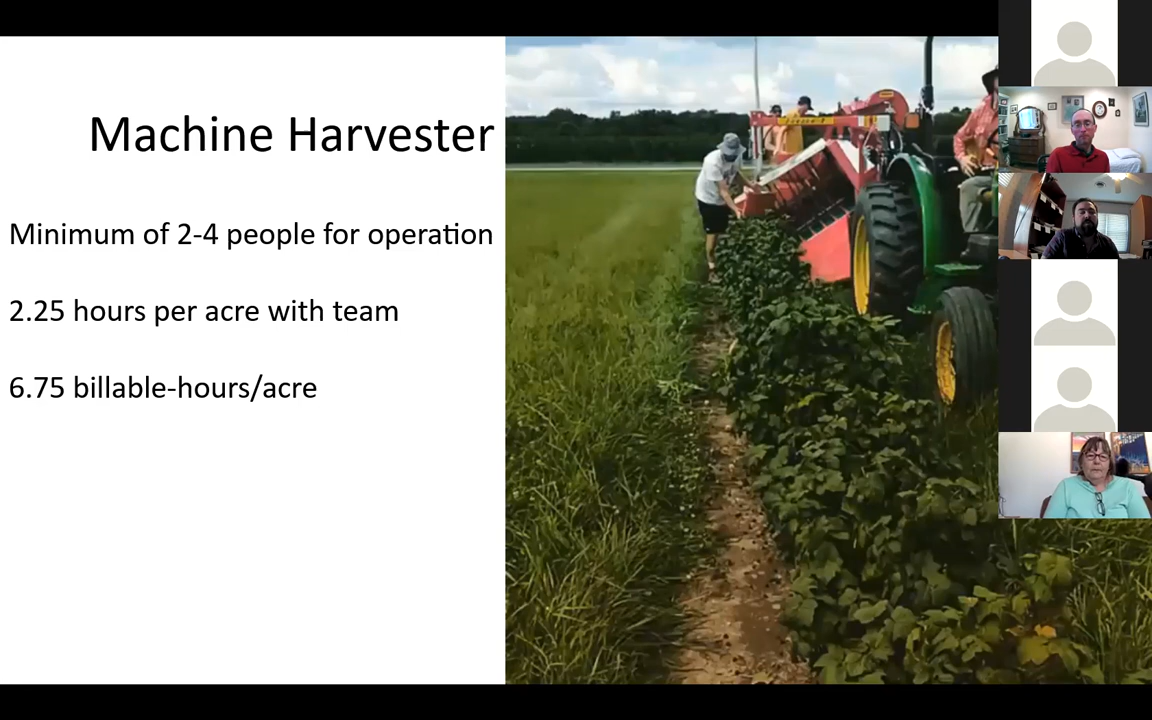 Machine Harvester
Minimum of 2-4 people for operation
2.25 hours per acre with team
6.75 billable-hours/acre